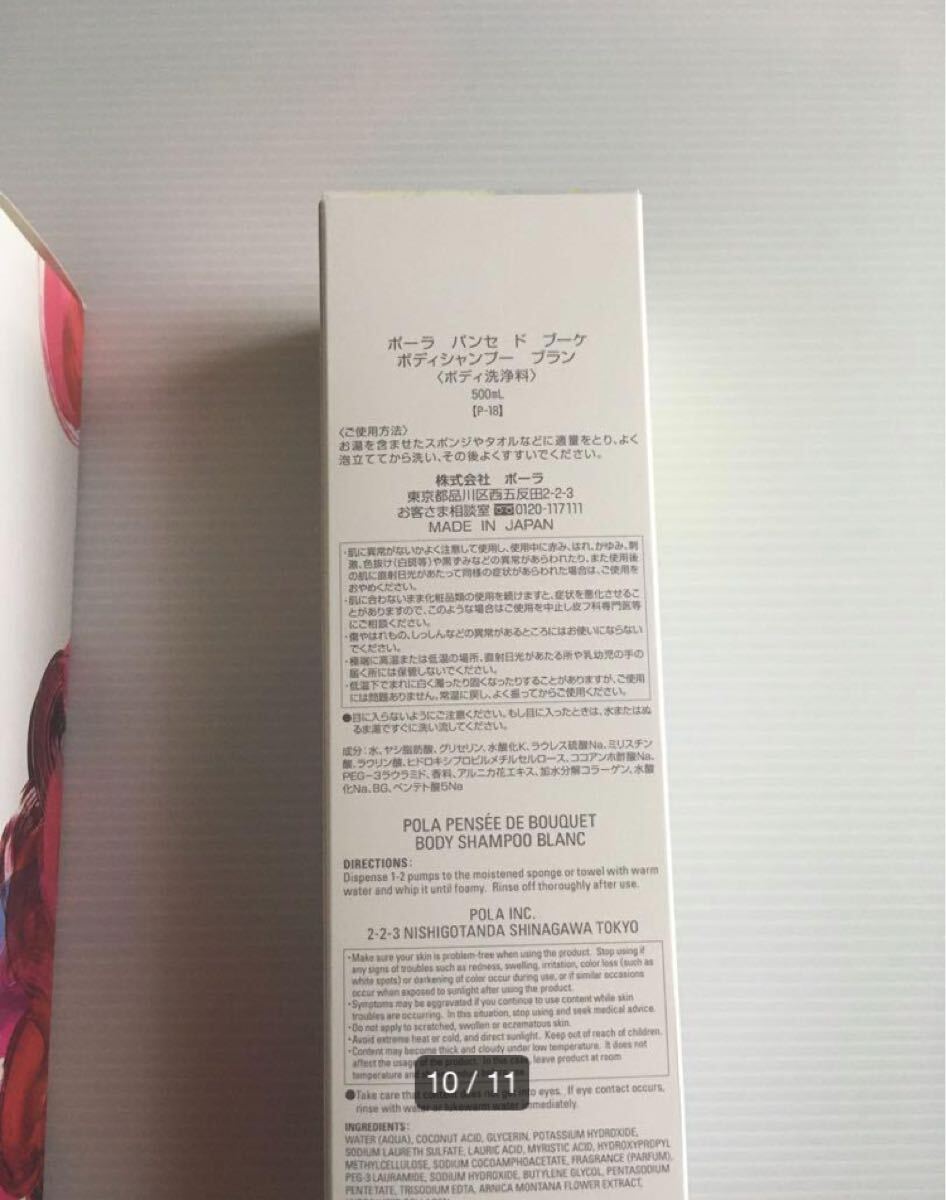 ポーラ パンセ ド ブーケ
ボディシャンプー ブラン
〈ボディ洗浄料〉
500mL
【P-18】
〈ご使用方法〉
お湯を含ませたスポンジやタオルなどに適量をとり、よく
泡立ててから洗い、その後よくすすいでください。
株式会社 ポーラ
東京都品川区西五反田2-2-3
お客さま相談室 0120-117111
MADE IN JAPAN
・肌に異常がないかよく注意して使用し、使用中に赤み、はれ、かゆみ、刺
激、色抜け(白斑等)や黒ずみなどの異常があらわれたり、また使用後
の肌に直射日光があたって同様の症状があらわれた場合は、ご使用を
おやめください。
・肌に合わないまま化粧品類の使用を続けますと、症状を悪化させるこ
とがありますので、このような場合はご使用を中止し皮フ科専門医等
にご相談ください。
・傷やはれもの、しっしんなどの異常があるところにはお使いにならない
でください。
・極端に高温または低温の場所、直射日光があたる所や乳幼児の手の
届く所には保管しないでください。
・低温下でまれに白く濁ったり固くなったりすることがありますが、ご使用
には問題ありません。常温に戻し、よく振ってからご使用ください。
●目に入らないようにご注意ください。もし目に入ったときは、水またはぬ
るま湯ですぐに洗い流してください。
成分：水、ヤシ脂肪酸、グリセリン、水酸化K、ラウレス硫酸Na、ミリスチン
酸、ラウリン酸、ヒドロキシプロピルメチルセルロース、ココアンホ酢酸Na、
PEG-3ラウラミド、香料、アルニカ花エキス、加水分解コラーゲン、水酸
化Na、BG、ペンテト酸5Na
POLA PENSÉE DE BOUQUET
BODY SHAMPOO BLANC
DIRECTIONS:
Dispense 1-2 pumps to the moistened sponge or towel with warm
water and whip it until foamy. Rinse off thoroughly after use.
POLA INC.
2-2-3 NISHIGOTANDA SHINAGAWA TOKYO
・Make sure your skin is problem-free when using the product. Stop using if
any signs of troubles such as redness, swelling, irritation, color loss (such as
white spots) or darkening of color occur during use, or if similar occasions
occur when exposed to sunlight after using the product.
・Symptoms may be aggravated if you continue to use content while skin
troubles are occurring. In this situation, stop using and seek medical advice.
・Do not apply to scratched, swollen or eczematous skin.
・Avoid extreme heat or cold, and direct sunlight. Keep out of reach of children.
・Content may become thick and cloudy under low temperature. It does not
affect the usage of the product. In this case, leave product at room
temperature and
10 / 11
●Take care that content does not get into eyes. If eye contact occurs,
rinse with water or lukewarm water immediately.
INGREDIENTS:
WATER (AQUA), COCONUT ACID, GLYCERIN, POTASSIUM HYDROXIDE,
SODIUM LAURETH SULFATE, LAURIC ACID, MYRISTIC ACID, HYDROXYPROPYL
METHYLCELLULOSE, SODIUM COCOAMPHOACETATE, FRAGRANCE (PARFUM),
PEG-3 LAURAMIDE, SODIUM HYDROXIDE, BUTYLENE GLYCOL, PENTASODIUM
PENTETATE, TRISODIUM EDTA, ARNICA MONTANA FLOWER EXTRACT,